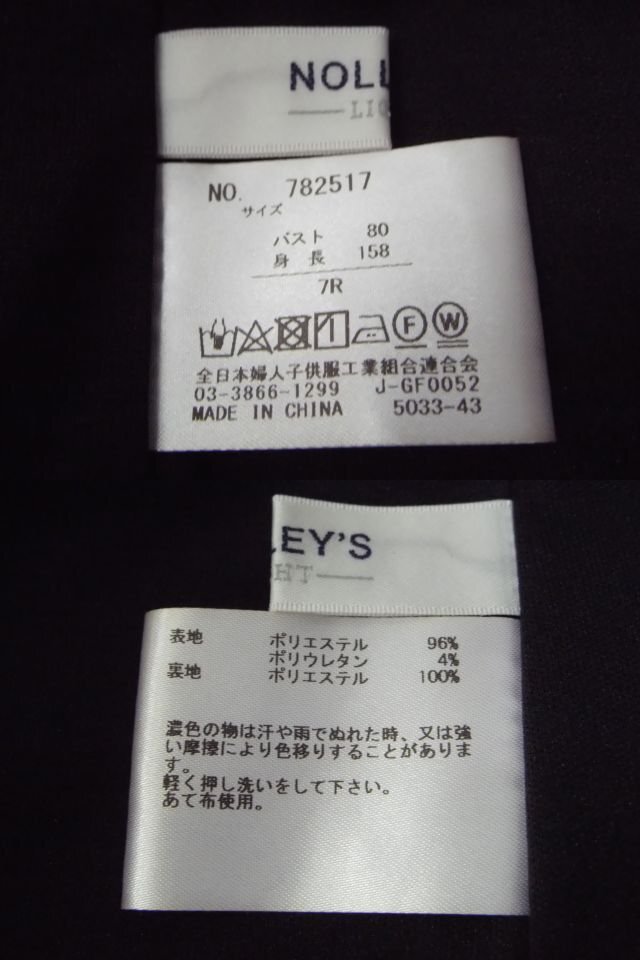 NOLL
LIG
NO. 782517
サイズ
バスト 80
身 長 158
7R
F W
全日本婦人子供服工業組合連合会
03-3866-1299 J-GF0052
MADE IN CHINA 5033-43
LEY'S
HT
表地 ポリエステル 96%
ポリウレタン 4%
裏地 ポリエステル 100%
濃色の物は汗や雨でぬれた時、又は強
い摩擦により色移りすることがありま
す。
軽く押し洗いをして下さい。
あて布使用。